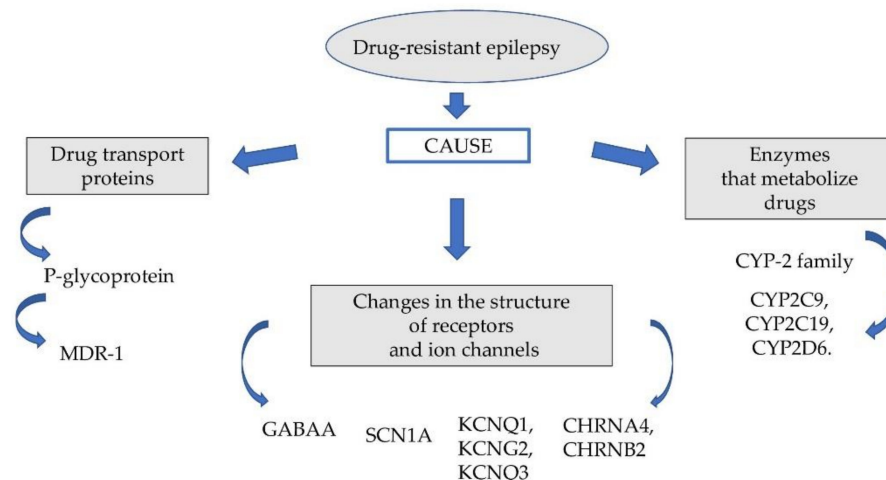 Drug-resistant epilepsy
CAUSE
Drug transport
proteins
P-glycoprotein
MDR-1
Changes in the structure
of receptors
and ion channels
GABAA
SCN1A
KCNQ1,
KCNG2,
KCNQ3
CHRNA4,
CHRNB2
Enzymes
that metabolize
drugs
CYP-2 family
CYP2C9,
CYP2C19,
CYP2D6.